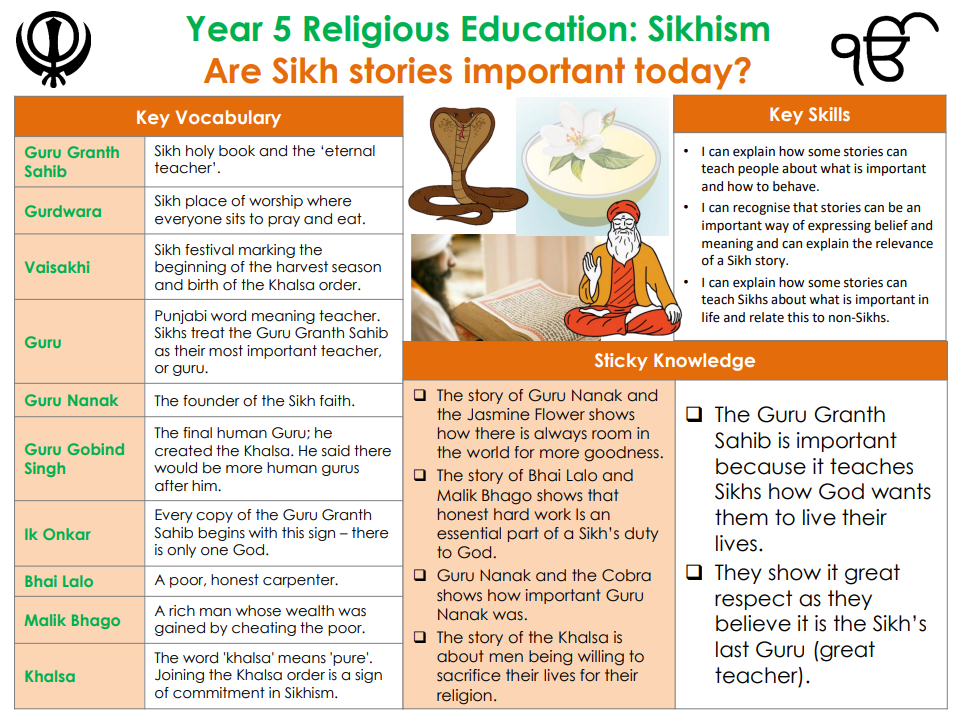 Year 5 Religious Education: Sikhism
Are Sikh stories important today?
ੴ
Key Vocabulary
Guru Granth
Sahib
Sikh holy book and the ‘eternal
teacher’.
Gurdwara
Sikh place of worship where
everyone sits to pray and eat.
Vaisakhi
Sikh festival marking the
beginning of the harvest season
and birth of the Khalsa order.
Guru
Punjabi word meaning teacher.
Sikhs treat the Guru Granth Sahib
as their most important teacher,
or guru.
Guru Nanak
The founder of the Sikh faith.
Guru Gobind
Singh
The final human Guru; he
created the Khalsa. He said there
would be more human gurus
after him.
Ik Onkar
Every copy of the Guru Granth
Sahib begins with this sign – there
is only one God.
Bhai Lalo
A poor, honest carpenter.
Malik Bhago
A rich man whose wealth was
gained by cheating the poor.
Khalsa
The word 'khalsa' means 'pure'.
Joining the Khalsa order is a sign
of commitment in Sikhism.
Key Skills
• I can explain how some stories can
teach people about what is important
and how to behave.
• I can recognise that stories can be an
important way of expressing belief and
meaning and can explain the relevance
of a Sikh story.
• I can explain how some stories can
teach Sikhs about what is important in
life and relate this to non-Sikhs.
Sticky Knowledge
❑ The story of Guru Nanak and
the Jasmine Flower shows
how there is always room in
the world for more goodness.
❑ The story of Bhai Lalo and
Malik Bhago shows that
honest hard work Is an
essential part of a Sikh’s duty
to God.
❑ Guru Nanak and the Cobra
shows how important Guru
Nanak was.
❑ The story of the Khalsa is
about men being willing to
sacrifice their lives for their
religion.
❑ The Guru Granth
Sahib is important
because it teaches
Sikhs how God wants
them to live their
lives.
❑ They show it great
respect as they
believe it is the Sikh’s
last Guru (great
teacher).